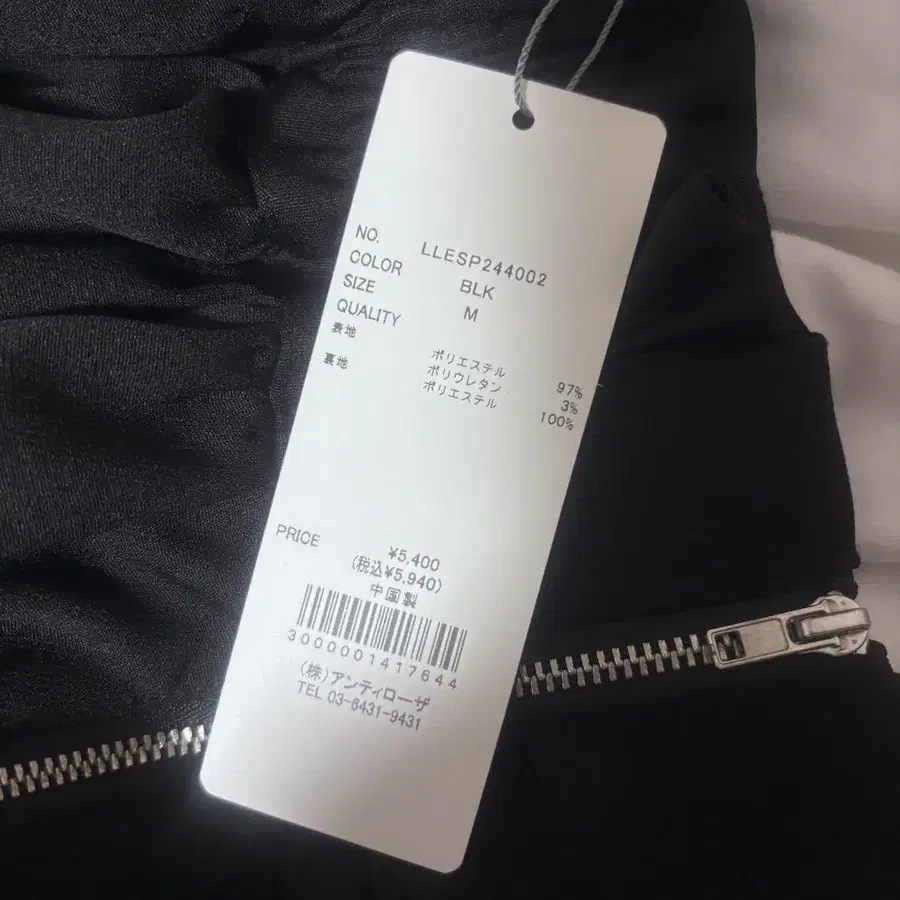 NO. LLESP244002
COLOR BLK
SIZE M
QUALITY
表地 ポリエステル 97%
ポリウレタン 3%
裏地 ポリエステル 100%
PRICE ¥5,400
(税込¥5,940)
中国製
3000001417644
(株)アンティローザ
TEL 03-6431-9431